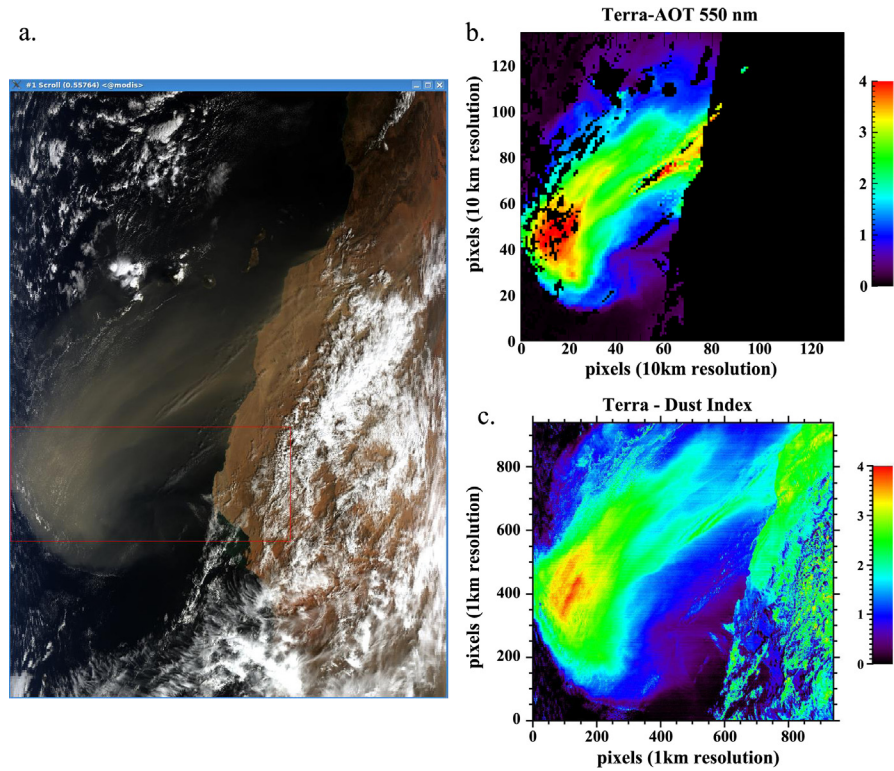 a.
#1 Scroll (0.55764) <@modis>
b.
Terra-AOT 550 nm
pixels (10 km resolution)
120
100
80
60
40
20
0
0 20 40 60 80 100 120
pixels (10km resolution)
4
3
2
1
0
c.
Terra - Dust Index
pixels (1km resolution)
800
600
400
200
0
0 200 400 600 800
pixels (1km resolution)
4
3
2
1
0